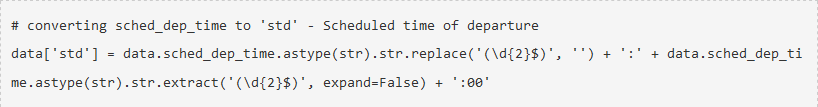 # converting sched_dep_time to 'std' - Scheduled time of departure
data['std'] = data.sched_dep_time.astype(str).str.replace('(\d{2}$)', '') + ':' + data.sched_dep_ti
me.astype(str).str.extract('(\d{2}$)', expand=False) + ':00'